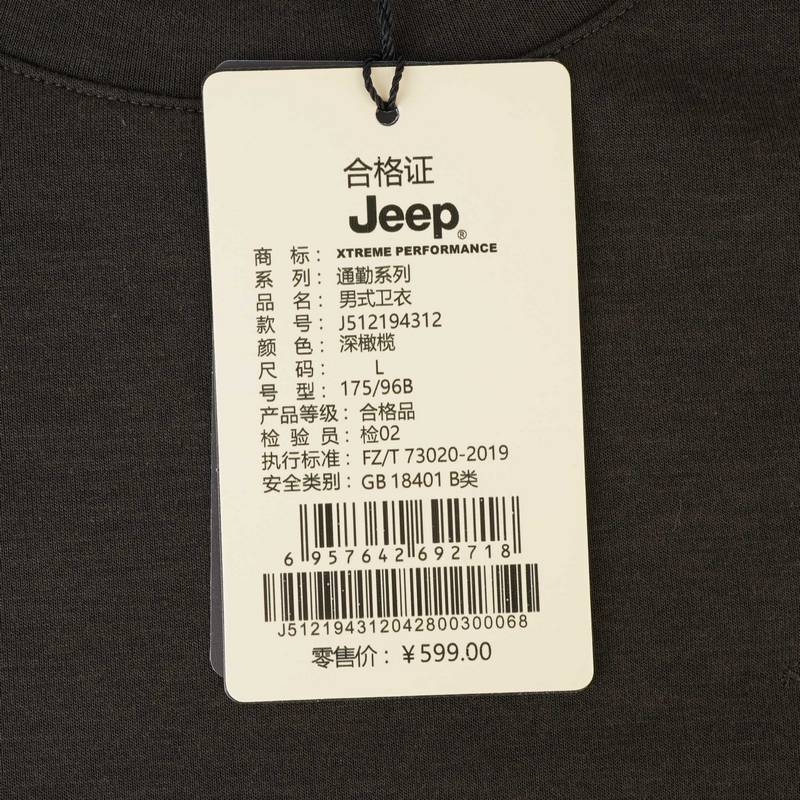 合格证
Jeep®
商 标： XTREME PERFORMANCE
系 列： 通勤系列
品 名： 男式卫衣
款 号： J512194312
颜 色： 深橄榄
尺 码： L
号 型： 175/96B
产品等级： 合格品
检 验 员： 检02
执行标准： FZ/T 73020-2019
安全类别： GB 18401 B类
6 957642 692718
J51219431204280030006​8
零售价： ¥599.00